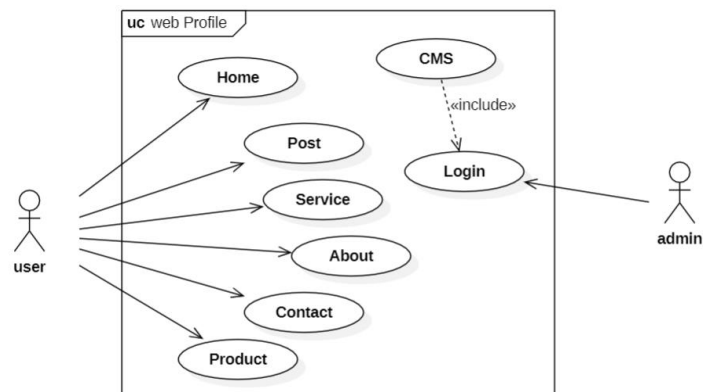 uc web Profile
Home
CMS
«include»
Post
Login
Service
user
admin
About
Contact
Product